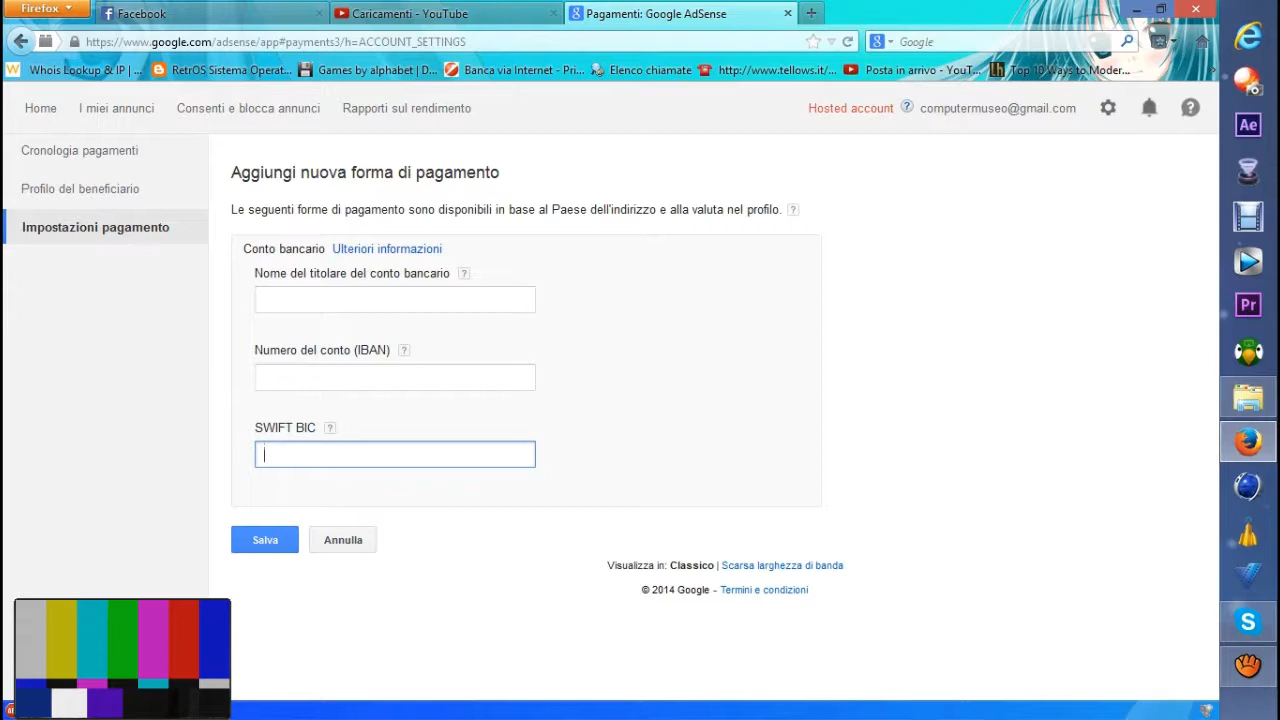 Firefox
Facebook
Caricamenti - YouTube
Pagamenti: Google AdSense
https://www.google.com/adsense/app#payments3/h=ACCOUNT_SETTINGS
Google
Whois Lookup & IP | ...
RetrOS Sistema Operat...
Games by alphabet | D...
Banca via Internet - Pri...
Elenco chiamate
http://www.tellows.it/...
Posta in arrivo - YouT...
Top 10 Ways to Moder...
Home
I miei annunci
Consenti e blocca annunci
Rapporti sul rendimento
Hosted account
computermuseo@gmail.com
Cronologia pagamenti
Profilo del beneficiario
Impostazioni pagamento
Aggiungi nuova forma di pagamento
Le seguenti forme di pagamento sono disponibili in base al Paese dell'indirizzo e alla valuta nel profilo. ?
Conto bancario Ulteriori informazioni
Nome del titolare del conto bancario ?
Numero del conto (IBAN) ?
SWIFT BIC ?
Salva
Annulla
Visualizza in: Classico | Scarsa larghezza di banda
© 2014 Google - Termini e condizioni
Ae
Pr